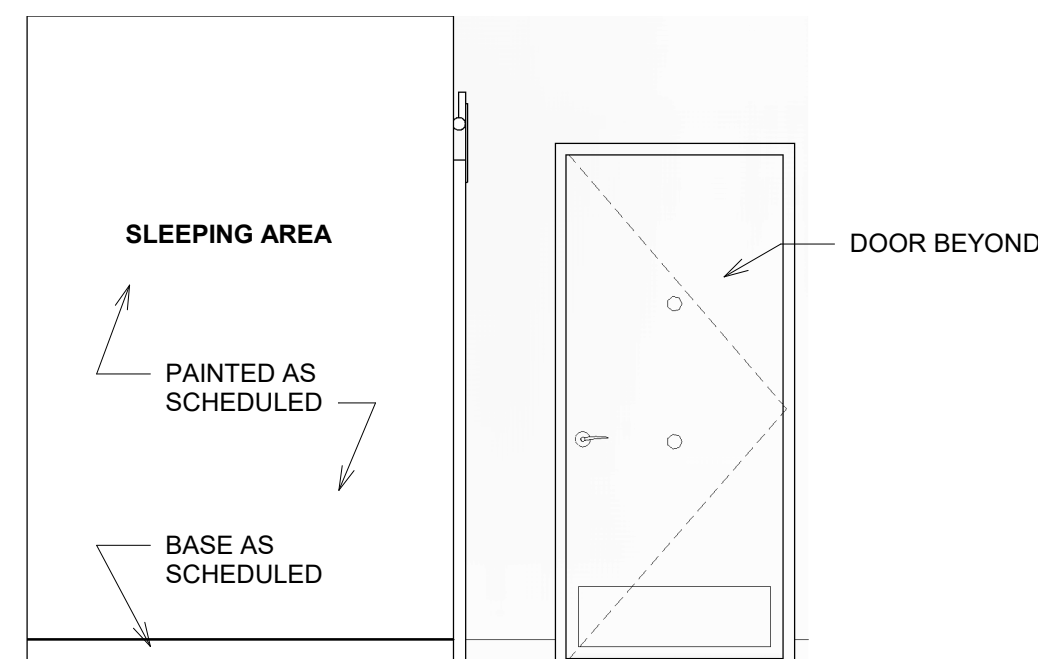 SLEEPING AREA
DOOR BEYOND
PAINTED AS
SCHEDULED
BASE AS
SCHEDULED